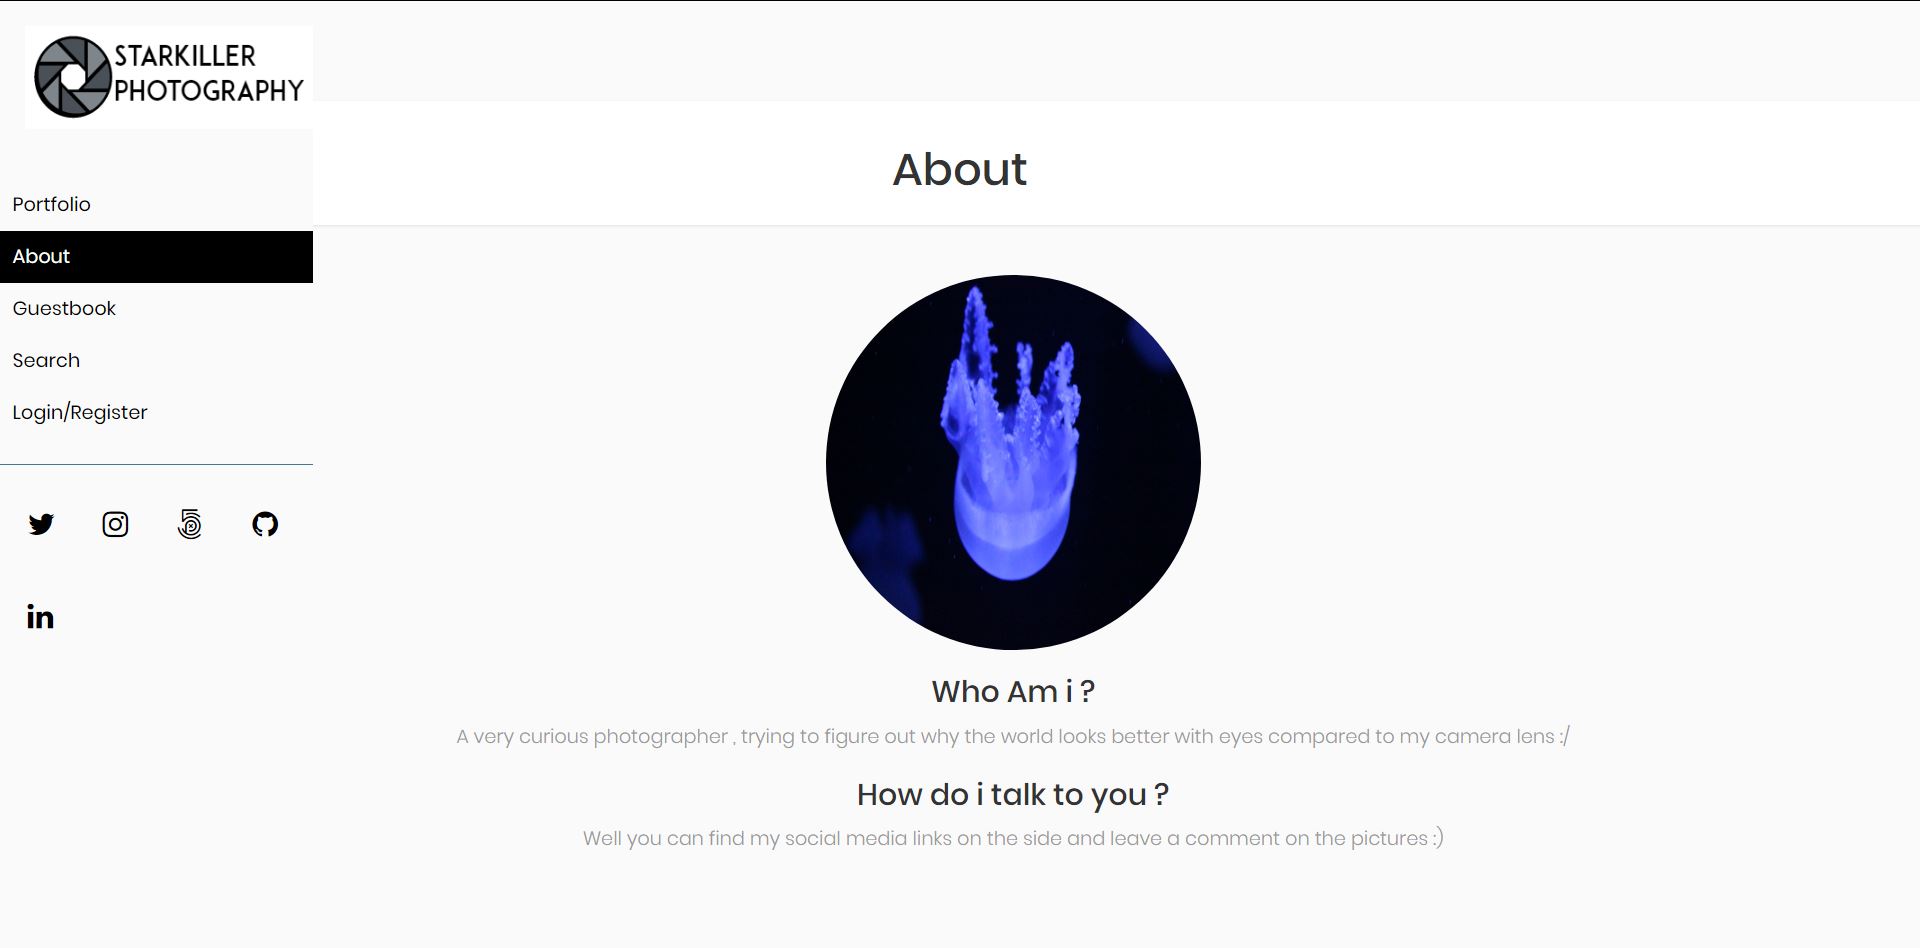 STARKILLER
PHOTOGRAPHY
Portfolio
About
Guestbook
Search
Login/Register
in
About
Who Am i ?
A very curious photographer , trying to figure out why the world looks better with eyes compared to my camera lens :/
How do i talk to you ?
Well you can find my social media links on the side and leave a comment on the pictures :)